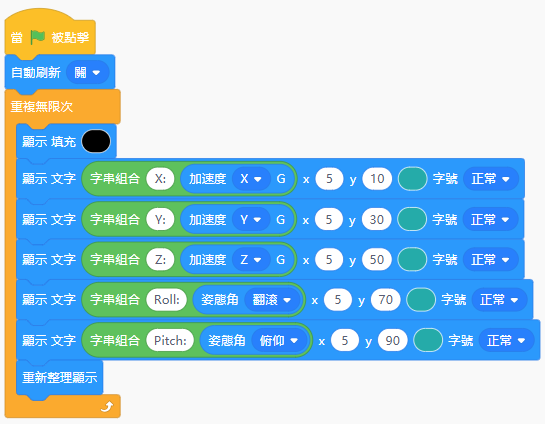 當 被點擊
自動刷新 關
重複無限次
顯示 填充
顯示 文字 字串組合 X: 加速度 X G x 5 y 10 字號 正常
顯示 文字 字串組合 Y: 加速度 Y G x 5 y 30 字號 正常
顯示 文字 字串組合 Z: 加速度 Z G x 5 y 50 字號 正常
顯示 文字 字串組合 Roll: 姿態角 翻滾 x 5 y 70 字號 正常
顯示 文字 字串組合 Pitch: 姿態角 俯仰 x 5 y 90 字號 正常
重新整理顯示